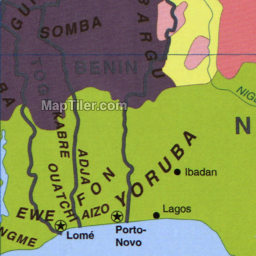 GU
SOMBA
BARGU
BENIN
TOGO
BA
MapTiler.com
KABRE
NIG
N
ADJA
FON
YORUBA
OUATCHI
Ibadan
EWE
AIZO
Lagos
NGME
Lomé
Porto-
Novo